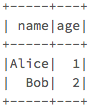 +-----+---+
| name|age|
+-----+---+
|Alice|  1|
|  Bob|  2|
+-----+---+